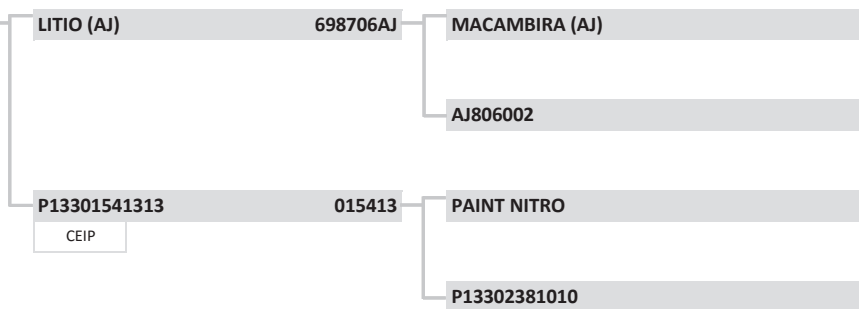 LITIO (AJ) 698706AJ MACAMBIRA (AJ)
AJ806002
P13301541313 015413 PAINT NITRO
CEIP
P13302381010